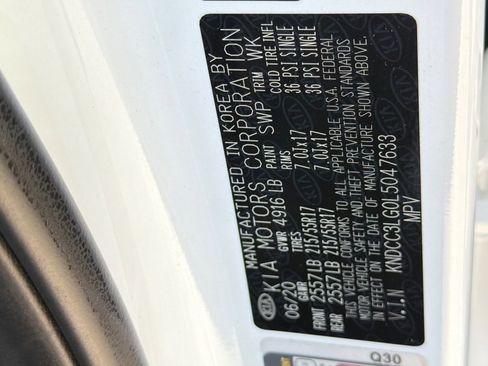 MANUFACTURED IN KOREA BY
KIA KIA MOTORS CORPORATION
06/20 GVWR 4916 LB PAINT SWP TRIM WK
GAWR RIMS COLD TIRE INFL
FRONT 2557LB 215/55R17 7.0Jx17 36 PSI SINGLE
REAR 2557LB 215/55R17 7.0Jx17 36 PSI SINGLE
THIS VEHICLE CONFORMS TO ALL APPLICABLE U.S.A. FEDERAL
MOTOR VEHICLE SAFETY AND THEFT PREVENTION STANDARDS
IN EFFECT ON THE DATE OF MANUFACTURE SHOWN ABOVE.
V.I.N KNDCC3LG0L5047633
MPV
Q30